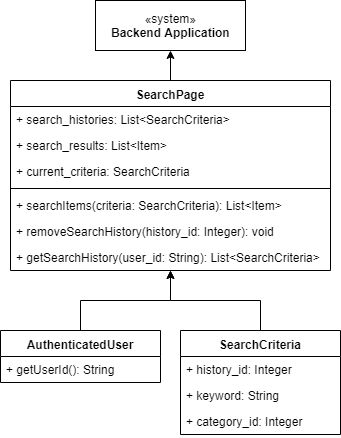 «system»
Backend Application
SearchPage
+ search_histories: List<SearchCriteria>
+ search_results: List<Item>
+ current_criteria: SearchCriteria
+ searchItems(criteria: SearchCriteria): List<Item>
+ removeSearchHistory(history_id: Integer): void
+ getSearchHistory(user_id: String): List<SearchCriteria>
AuthenticatedUser
+ getUserId(): String
SearchCriteria
+ history_id: Integer
+ keyword: String
+ category_id: Integer